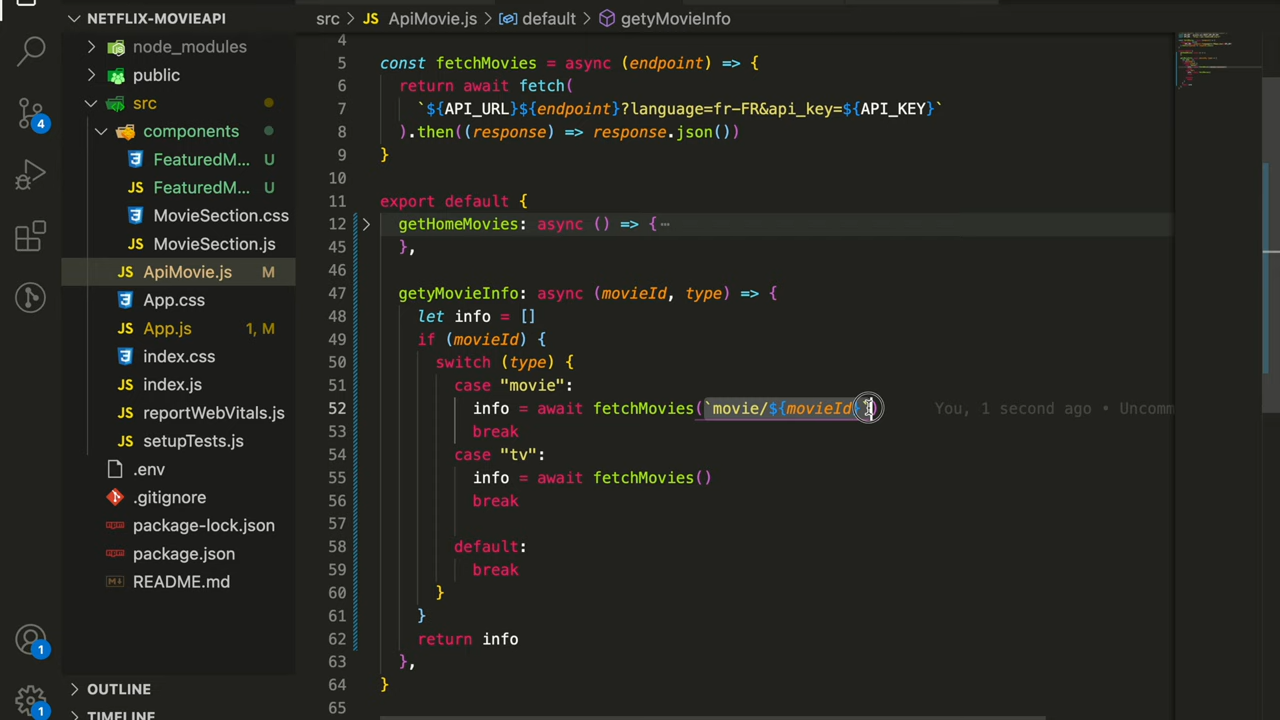 NETFLIX-MOVIEAPI
node_modules
public
src
components
FeaturedM... U
FeaturedM... U
MovieSection.css
MovieSection.js
ApiMovie.js M
App.css
App.js 1, M
index.css
index.js
reportWebVitals.js
setupTests.js
.env
.gitignore
package-lock.json
package.json
README.md
OUTLINE
TIMELINE
4
1
1
src > JS ApiMovie.js > default > getyMovieInfo
4
5 const fetchMovies = async (endpoint) => {
6 return await fetch(
7 `${API_URL}${endpoint}?language=fr-FR&api_key=${API_KEY}`
8 ).then((response) => response.json())
9 }
10
11 export default {
12 getHomeMovies: async () => {…
45 },
46
47 getyMovieInfo: async (movieId, type) => {
48 let info = []
49 if (movieId) {
50 switch (type) {
51 case "movie":
52 info = await fetchMovies(`movie/${movieId}`) You, 1 second ago • Uncomm
53 break
54 case "tv":
55 info = await fetchMovies()
56 break
57
58 default:
59 break
60 }
61 }
62 return info
63 },
64 }
65